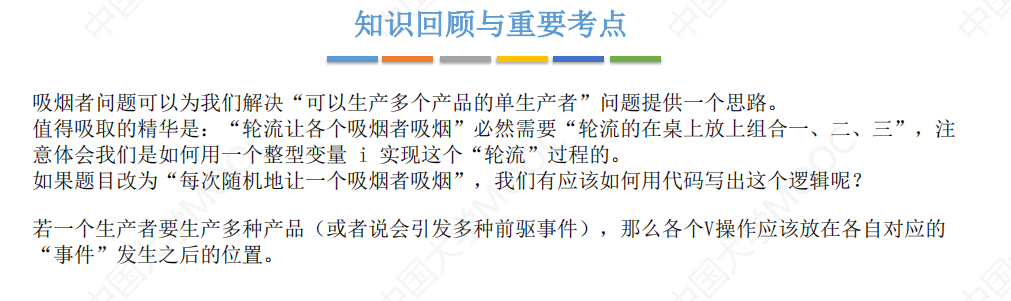 知识回顾与重要考点
吸烟者问题可以为我们解决“可以生产多个产品的单生产者”问题提供一个思路。
值得吸取的精华是：“轮流让各个吸烟者吸烟”必然需要“轮流的在桌上放上组合一、二、三”，注
意体会我们是如何用一个整型变量 i 实现这个“轮流”过程的。
如果题目改为“每次随机地让一个吸烟者吸烟”，我们有应该如何用代码写出这个逻辑呢？
若一个生产者要生产多种产品（或者说会引发多种前驱事件），那么各个V操作应该放在各自对应的
“事件”发生之后的位置。
中国大学MOOC